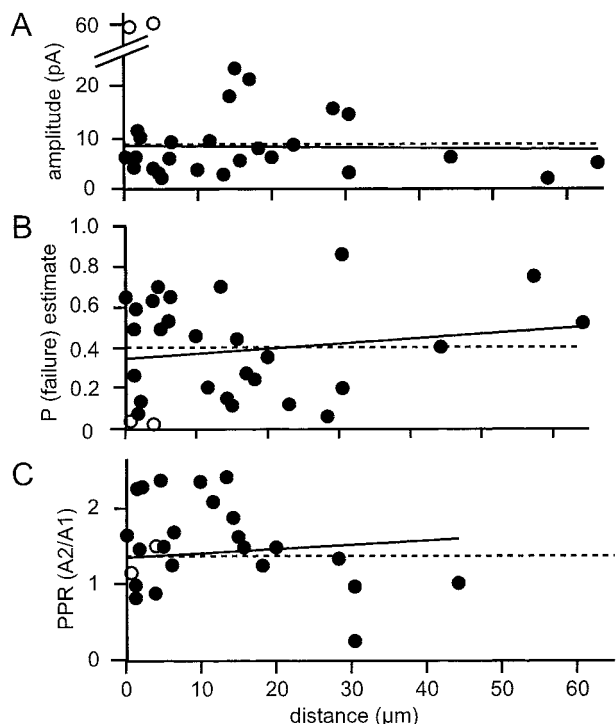 A
60
20
10
0
amplitude (pA)
B
1.0
0.8
0.6
0.4
0.2
0
P (failure) estimate
C
2
1
0
PPR (A2/A1)
0 10 20 30 40 50 60
distance (µm)